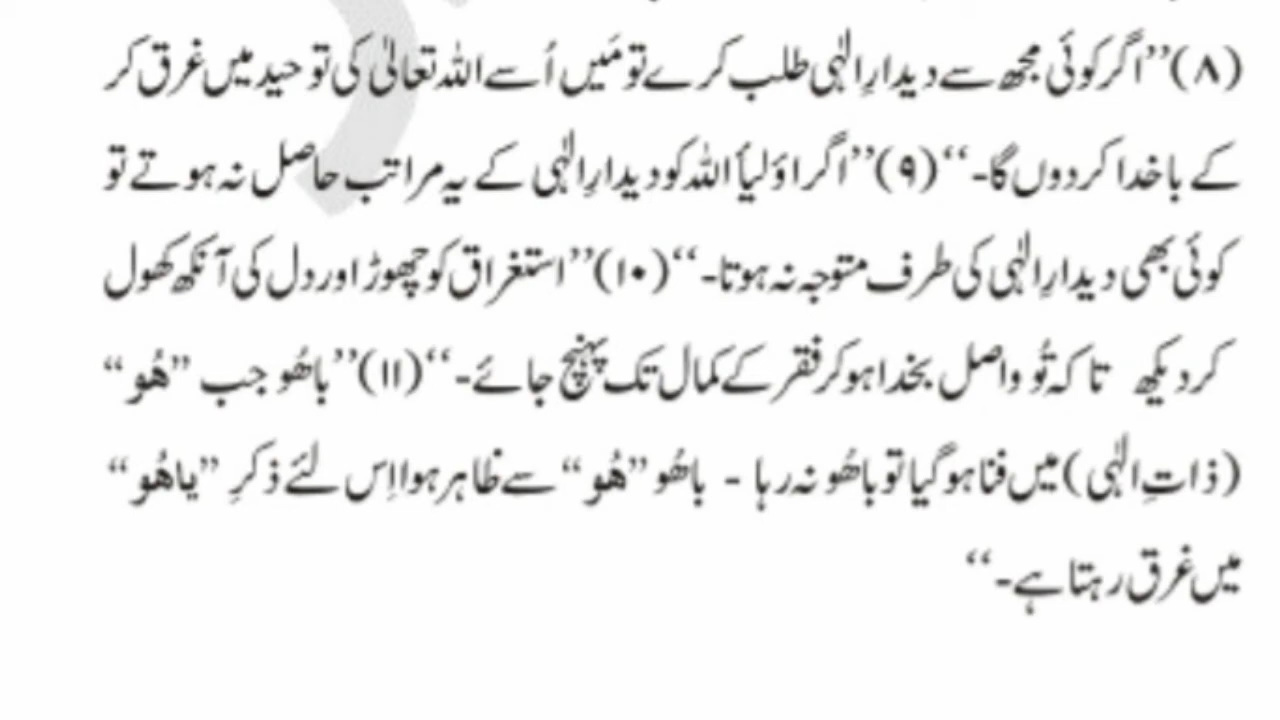 (۸)’’اگر کوئی مجھ سے دیدارِ الٰہی طلب کرے تو مَیں اُسے اللہ تعالیٰ کی توحید میں غرق کر
کے باخدا کردوں گا۔‘‘(۹)’’اگر اؤلیأ اللہ کو دیدارِ الٰہی کے یہ مراتب حاصل نہ ہوتے تو
کوئی بھی دیدارِ الٰہی کی طرف متوجہ نہ ہوتا۔‘‘(۱۰)’’استغراق کو چھوڑ اور دل کی آنکھ کھول
کر دیکھ تا کہ تُو واصل بخدا ہو کر فقر کے کمال تک پہنچ جائے۔‘‘(۱۱)’’باھُو جب ’’ھُو‘‘
(ذاتِ الٰہی) میں فنا ہو گیا تو باھُو نہ رہا - باھُو ’’ھُو‘‘ سے ظاہر ہوا اِس لئے ذکرِ ’’یاھُو‘‘
میں غرق رہتا ہے۔‘‘